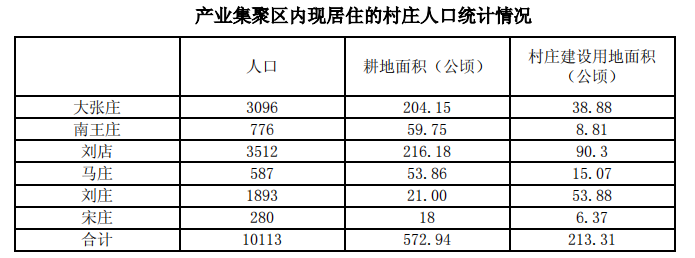 产业集聚区内现居住的村庄人口统计情况
人口 耕地面积（公顷） 村庄建设用地面积
（公顷）
大张庄 3096 204.15 38.88
南王庄 776 59.75 8.81
刘店 3512 216.18 90.3
马庄 587 53.86 15.07
刘庄 1893 21.00 53.88
宋庄 280 18 6.37
合计 10113 572.94 213.31